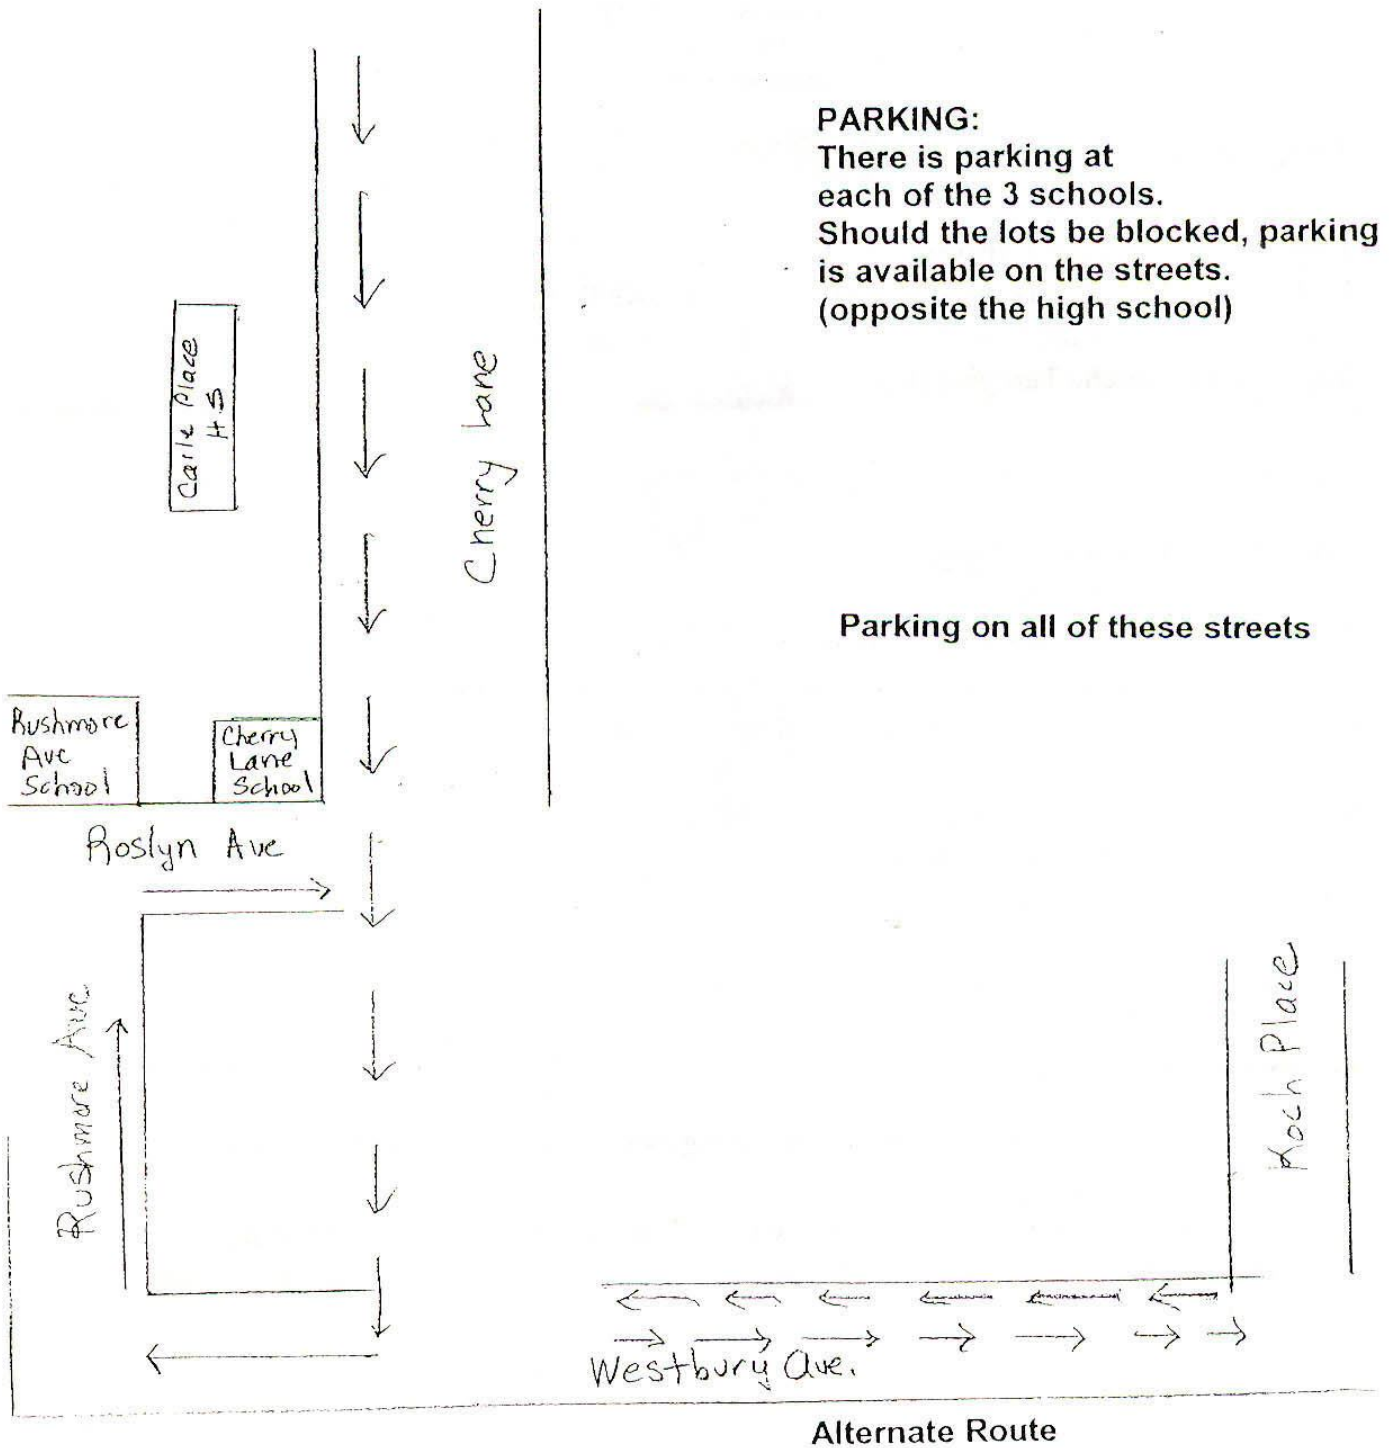 PARKING:
There is parking at
each of the 3 schools.
Should the lots be blocked, parking
is available on the streets.
(opposite the high school)
Carle Place
H.S
Cherry Lane
Parking on all of these streets
Rushmore
Ave
School
Cherry
Lane
School
Roslyn Ave
Rushmore Ave
Koch Place
Westbury Ave.
Alternate Route